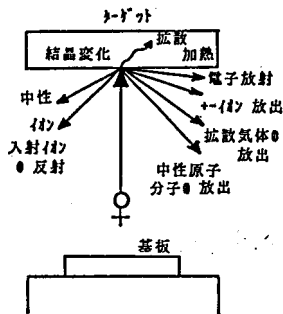 ターゲット
結晶変化
拡散
加熱
電子放射
中性
+-イオン 放出
イオン
拡散気体の
放出
入射イオン
の 反射
中性原子
分子の 放出
+
基板